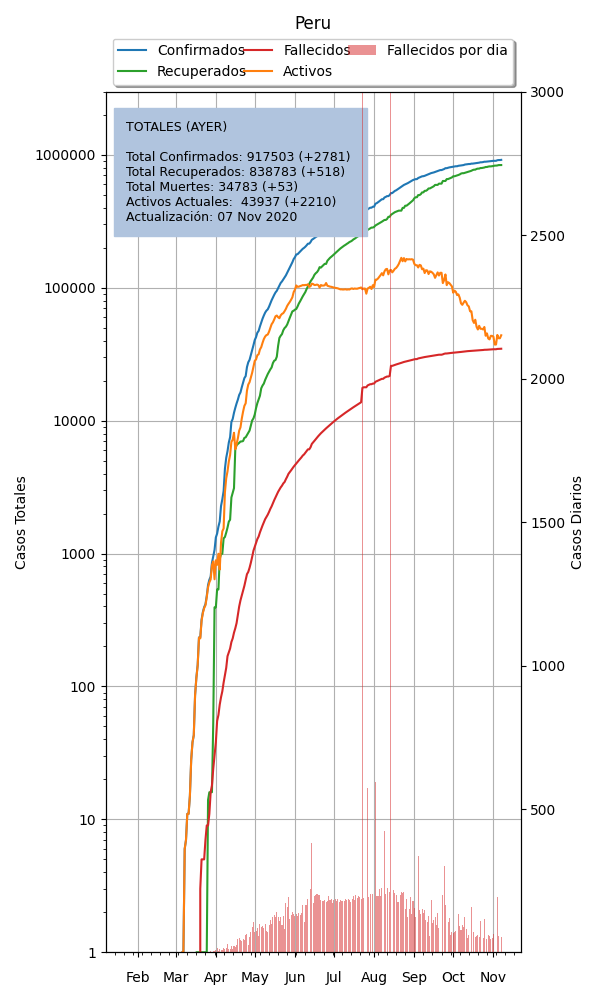 Peru
Confirmados Fallecidos Fallecidos por dia
Recuperados Activos
TOTALES (AYER)
Total Confirmados: 917503 (+2781)
Total Recuperados: 838783 (+518)
Total Muertes: 34783 (+53)
Activos Actuales: 43937 (+2210)
Actualización: 07 Nov 2020
1000000
100000
10000
1000
100
10
1
Casos Totales
3000
2500
2000
1500
1000
500
Casos Diarios
Feb Mar Apr May Jun Jul Aug Sep Oct Nov